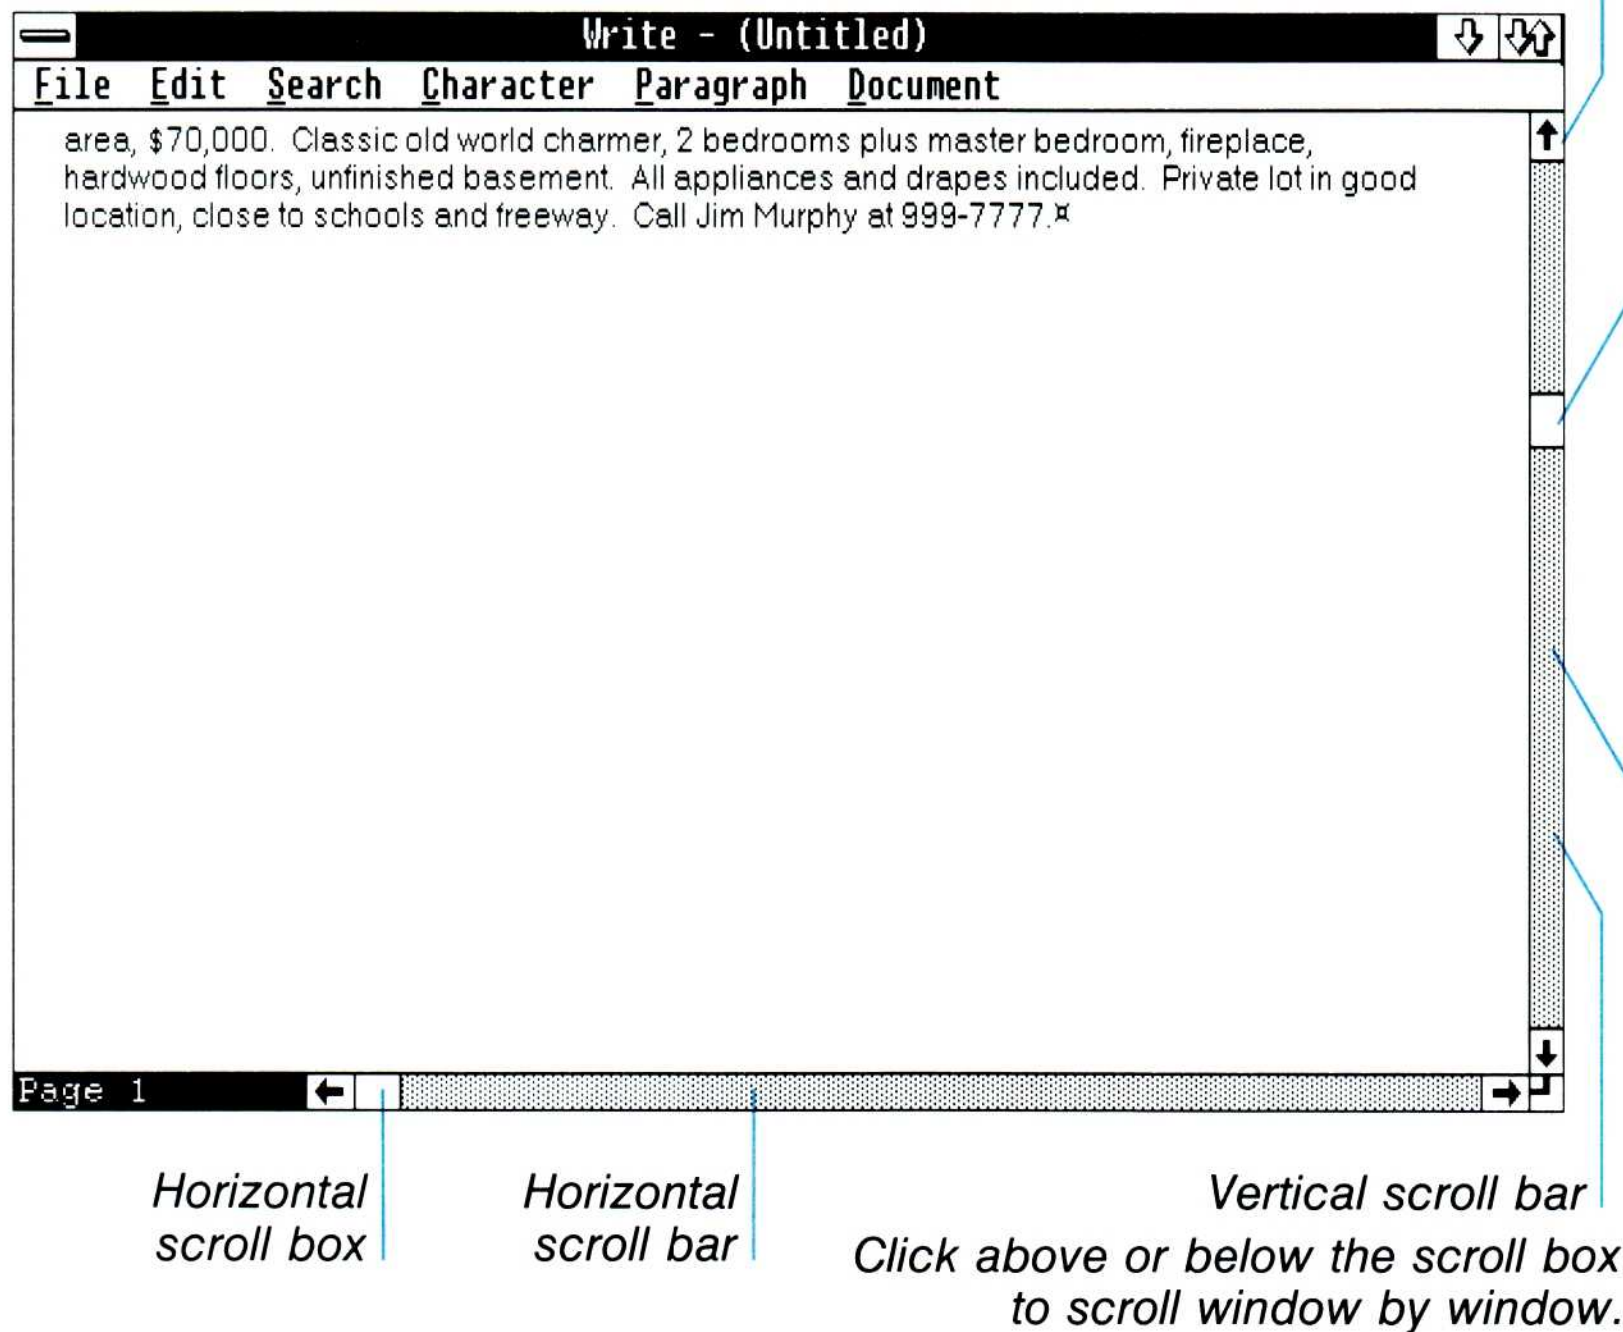 Write - (Untitled)
File Edit Search Character Paragraph Document
area, $70,000. Classic old world charmer, 2 bedrooms plus master bedroom, fireplace,
hardwood floors, unfinished basement. All appliances and drapes included. Private lot in good
location, close to schools and freeway. Call Jim Murphy at 999-7777.¤
Page 1
Horizontal
scroll box
Horizontal
scroll bar
Vertical scroll bar
Click above or below the scroll box
to scroll window by window.